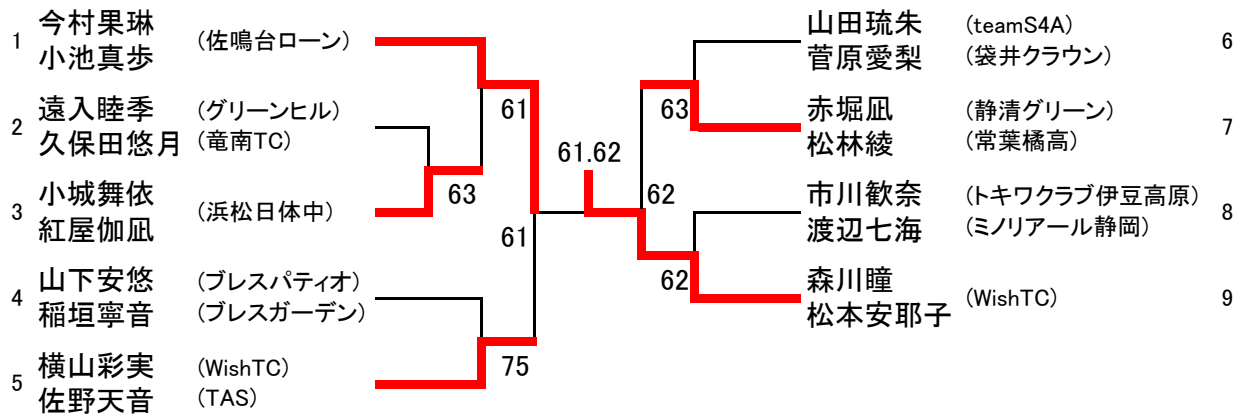 今村果琳
1
(佐鳴台ローン)
小池真歩
遠入睦季 (グリーンヒル)
2
久保田悠月 (竜南TC)
小城舞依
3
(浜松日体中)
紅屋伽凪
山下安悠 (ブレスパティオ)
4
稲垣寧音 (ブレスガーデン)
横山彩実 (WishTC)
5
佐野天音 (TAS)
61
63
61
75
61.62
63
62
62
山田琉朱 (teamS4A)
6
菅原愛梨 (袋井クラウン)
赤堀凪 (静清グリーン)
7
松林綾 (常葉橘高)
市川歓奈 (トキワクラブ伊豆高原)
8
渡辺七海 (ミノリアール静岡)
森川瞳
(WishTC)
9
松本安耶子